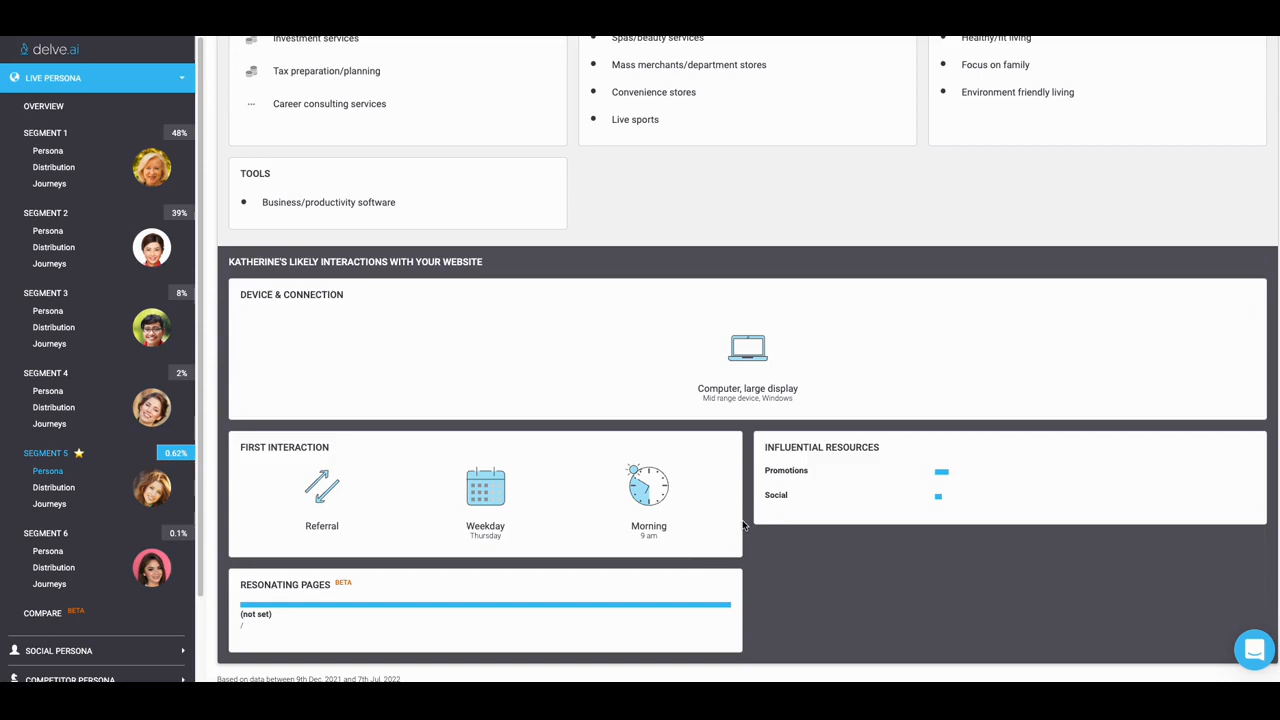 delve.ai
LIVE PERSONA
OVERVIEW
SEGMENT 1 48%
Persona
Distribution
Journeys
SEGMENT 2 39%
Persona
Distribution
Journeys
SEGMENT 3 8%
Persona
Distribution
Journeys
SEGMENT 4 2%
Persona
Distribution
Journeys
SEGMENT 5 0.62%
Persona
Distribution
Journeys
SEGMENT 6 0.1%
Persona
Distribution
Journeys
COMPARE BETA
SOCIAL PERSONA
COMPETITOR PERSONA
Investment services
Tax preparation/planning
Career consulting services
Spas/beauty services
Mass merchants/department stores
Convenience stores
Live sports
Healthy/fit living
Focus on family
Environment friendly living
TOOLS
Business/productivity software
KATHERINE'S LIKELY INTERACTIONS WITH YOUR WEBSITE
DEVICE & CONNECTION
Computer, large display
Mid range device, Windows
FIRST INTERACTION
Referral
Weekday
Thursday
Morning
9 am
INFLUENTIAL RESOURCES
Promotions
Social
RESONATING PAGES BETA
(not set)
/
Based on data between 9th Dec, 2021 and 7th Jul, 2022